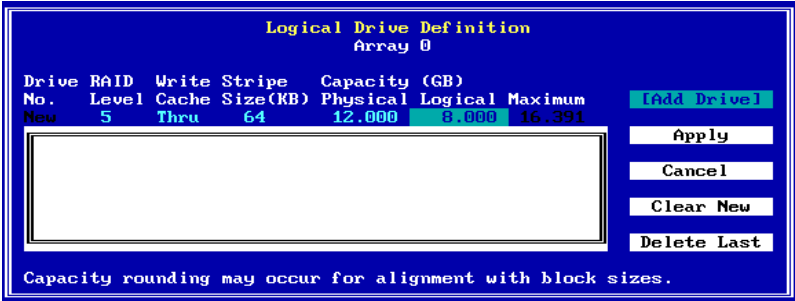 Logical Drive Definition
Array 0
Drive RAID Write Stripe Capacity (GB)
No. Level Cache Size(KB) Physical Logical Maximum
New 5 Thru 64 12.000 8.000 16.391
[Add Drive]
Apply
Cancel
Clear New
Delete Last
Capacity rounding may occur for alignment with block sizes.